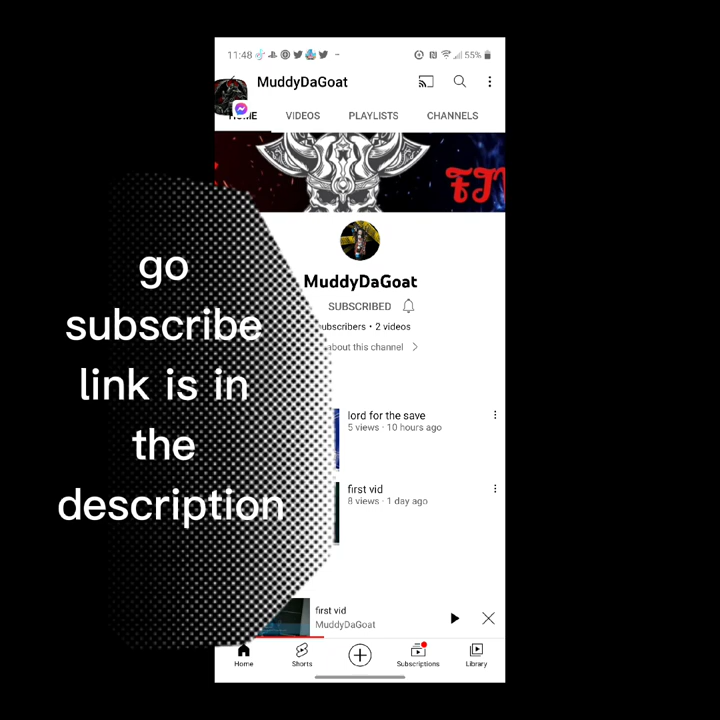 11:48
55%
MuddyDaGoat
HOME
VIDEOS
PLAYLISTS
CHANNELS
MuddyDaGoat
SUBSCRIBED
ubscribers • 2 videos
about this channel
go
subscribe
link is in
the
description
lord for the save
5 views · 10 hours ago
first vid
8 views · 1 day ago
first vid
MuddyDaGoat
Home
Shorts
Subscriptions
Library